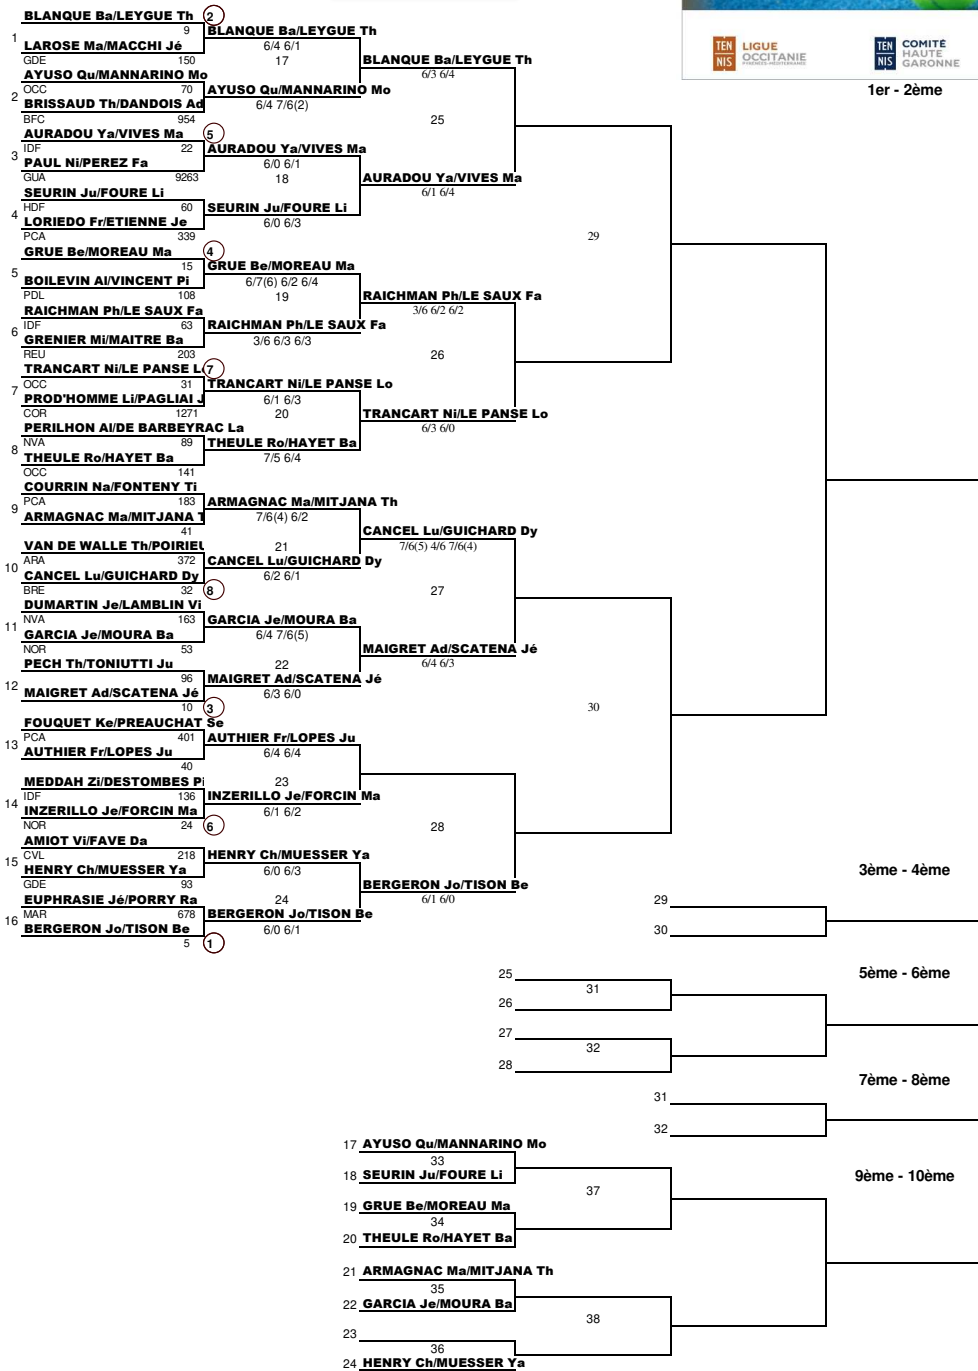 TENNIS LIGUE OCCITANIE PYRÉNÉES-MÉDITERRANÉE
TENNIS COMITÉ HAUTE GARONNE
1er - 2ème
BLANQUE Ba/LEYGUE Th 2
1 9
LAROSE Ma/MACCHI Jé
GDE 150
AYUSO Qu/MANNARINO Mo
2 OCC 70
BRISSAUD Th/DANDOIS Ad
BFC 954
AURADOU Ya/VIVES Ma 5
3 IDF 22
PAUL Ni/PEREZ Fa
GUA 9263
SEURIN Ju/FOURE Li
4 HDF 60
LORIEDO Fr/ETIENNE Je
PCA 339
GRUE Be/MOREAU Ma 4
5 15
BOILEVIN Al/VINCENT Pi
PDL 108
RAICHMAN Ph/LE SAUX Fa
6 IDF 63
GRENIER Mi/MAITRE Ba
REU 203
TRANCART Ni/LE PANSE L 7
7 OCC 31
PROD'HOMME Li/PAGLIAI J
COR 1271
PERILHON Al/DE BARBEYRAC La
8 NVA 89
THEULE Ro/HAYET Ba
OCC 141
COURRIN Na/FONTENY Ti
9 PCA 183
ARMAGNAC Ma/MITJANA T
41
VAN DE WALLE Th/POIRIEU
10 ARA 372
CANCEL Lu/GUICHARD Dy
BRE 32 8
DUMARTIN Je/LAMBLIN Vi
11 NVA 163
GARCIA Je/MOURA Ba
NOR 53
PECH Th/TONIUTTI Ju
12 96
MAIGRET Ad/SCATENA Jé
10 3
FOUQUET Ke/PREAUCHAT Se
13 PCA 401
AUTHIER Fr/LOPES Ju
40
MEDDAH Zi/DESTOMBES Pi
14 IDF 136
INZERILLO Je/FORCIN Ma
NOR 24 6
AMIOT Vi/FAVE Da
15 CVL 218
HENRY Ch/MUESSER Ya
GDE 93
EUPHRASIE Jé/PORRY Ra
16 MAR 678
BERGERON Jo/TISON Be
5 1
BLANQUE Ba/LEYGUE Th
6/4 6/1
17
AYUSO Qu/MANNARINO Mo
6/4 7/6(2)
AURADOU Ya/VIVES Ma
6/0 6/1
18
SEURIN Ju/FOURE Li
6/0 6/3
GRUE Be/MOREAU Ma
6/7(6) 6/2 6/4
19
RAICHMAN Ph/LE SAUX Fa
3/6 6/3 6/3
TRANCART Ni/LE PANSE Lo
6/1 6/3
20
THEULE Ro/HAYET Ba
7/5 6/4
ARMAGNAC Ma/MITJANA Th
7/6(4) 6/2
21
CANCEL Lu/GUICHARD Dy
6/2 6/1
GARCIA Je/MOURA Ba
6/4 7/6(5)
22
MAIGRET Ad/SCATENA Jé
6/3 6/0
AUTHIER Fr/LOPES Ju
6/4 6/4
23
INZERILLO Je/FORCIN Ma
6/1 6/2
HENRY Ch/MUESSER Ya
6/0 6/3
24
BERGERON Jo/TISON Be
6/0 6/1
BLANQUE Ba/LEYGUE Th
6/3 6/4
25
AURADOU Ya/VIVES Ma
6/1 6/4
RAICHMAN Ph/LE SAUX Fa
3/6 6/2 6/2
26
TRANCART Ni/LE PANSE Lo
6/3 6/0
CANCEL Lu/GUICHARD Dy
7/6(5) 4/6 7/6(4)
27
MAIGRET Ad/SCATENA Jé
6/4 6/3
28
BERGERON Jo/TISON Be
6/1 6/0
29
30
3ème - 4ème
29
30
5ème - 6ème
25
31
26
27
32
28
7ème - 8ème
31
32
9ème - 10ème
17 AYUSO Qu/MANNARINO Mo
33
18 SEURIN Ju/FOURE Li
37
19 GRUE Be/MOREAU Ma
34
20 THEULE Ro/HAYET Ba
21 ARMAGNAC Ma/MITJANA Th
35
22 GARCIA Je/MOURA Ba
38
23
36
24 HENRY Ch/MUESSER Ya